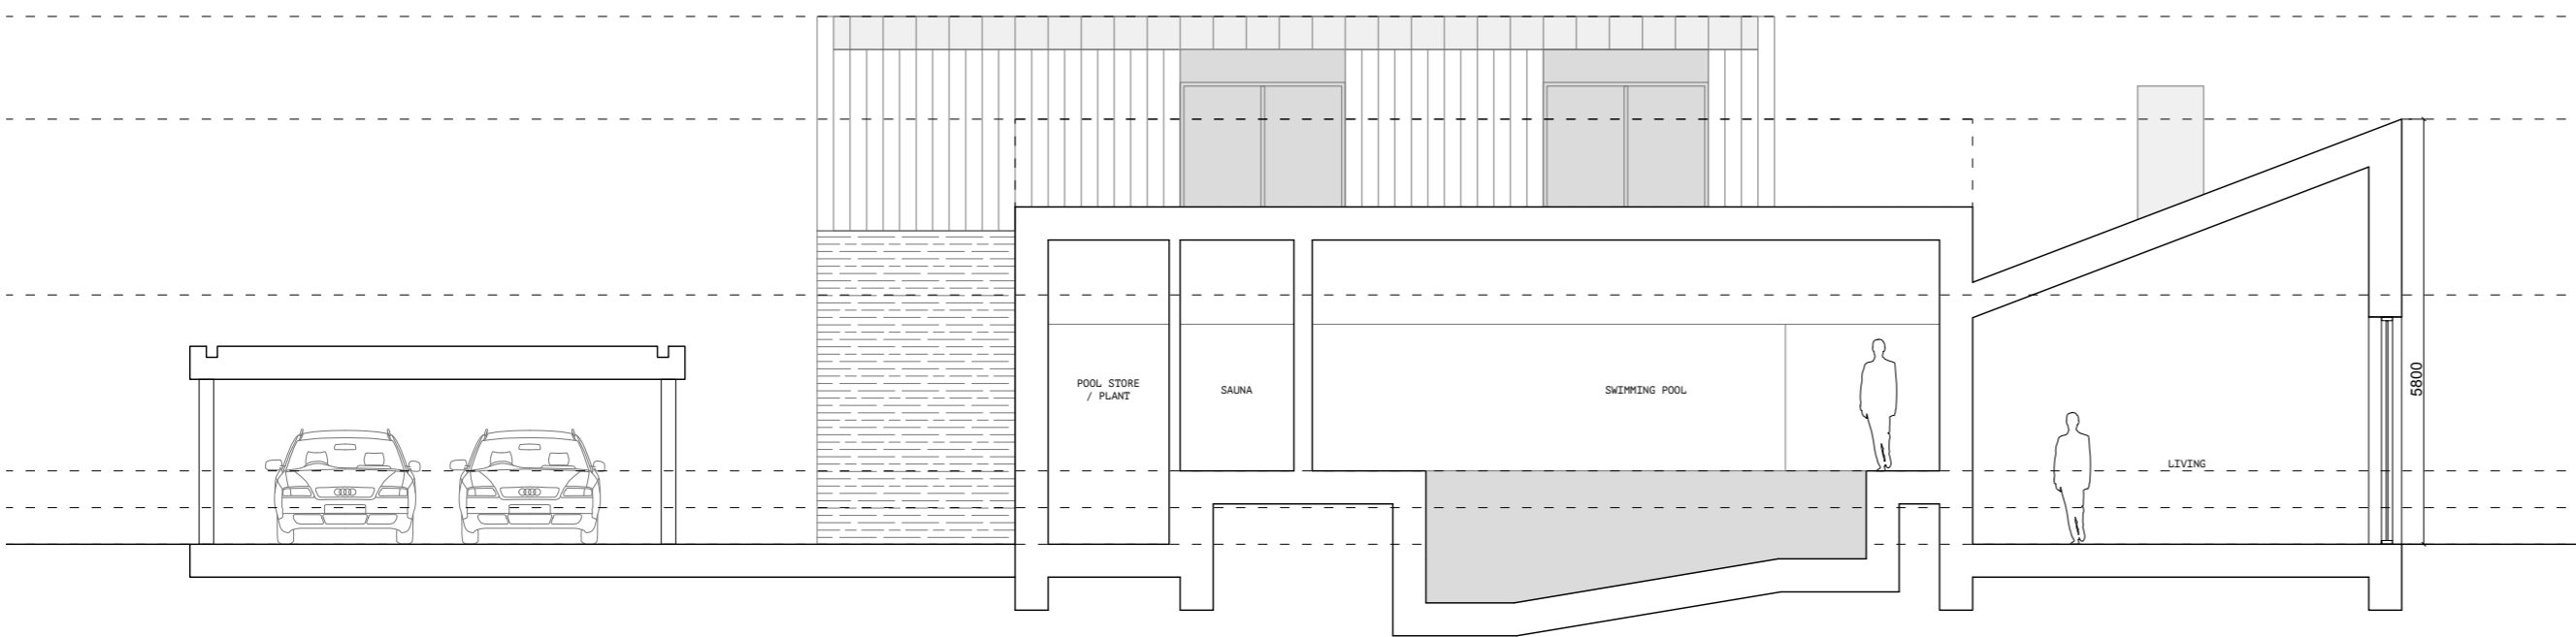 POOL STORE
/ PLANT
SAUNA
SWIMMING POOL
LIVING
5800